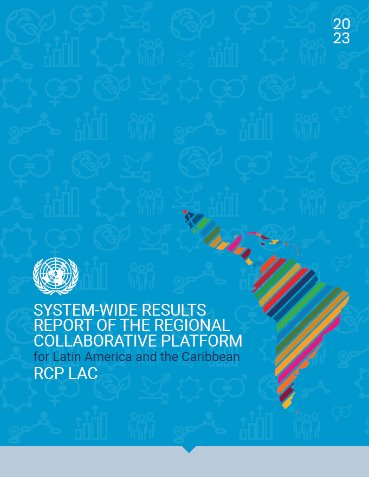 20
23
SYSTEM-WIDE RESULTS
REPORT OF THE REGIONAL
COLLABORATIVE PLATFORM
for Latin America and the Caribbean
RCP LAC